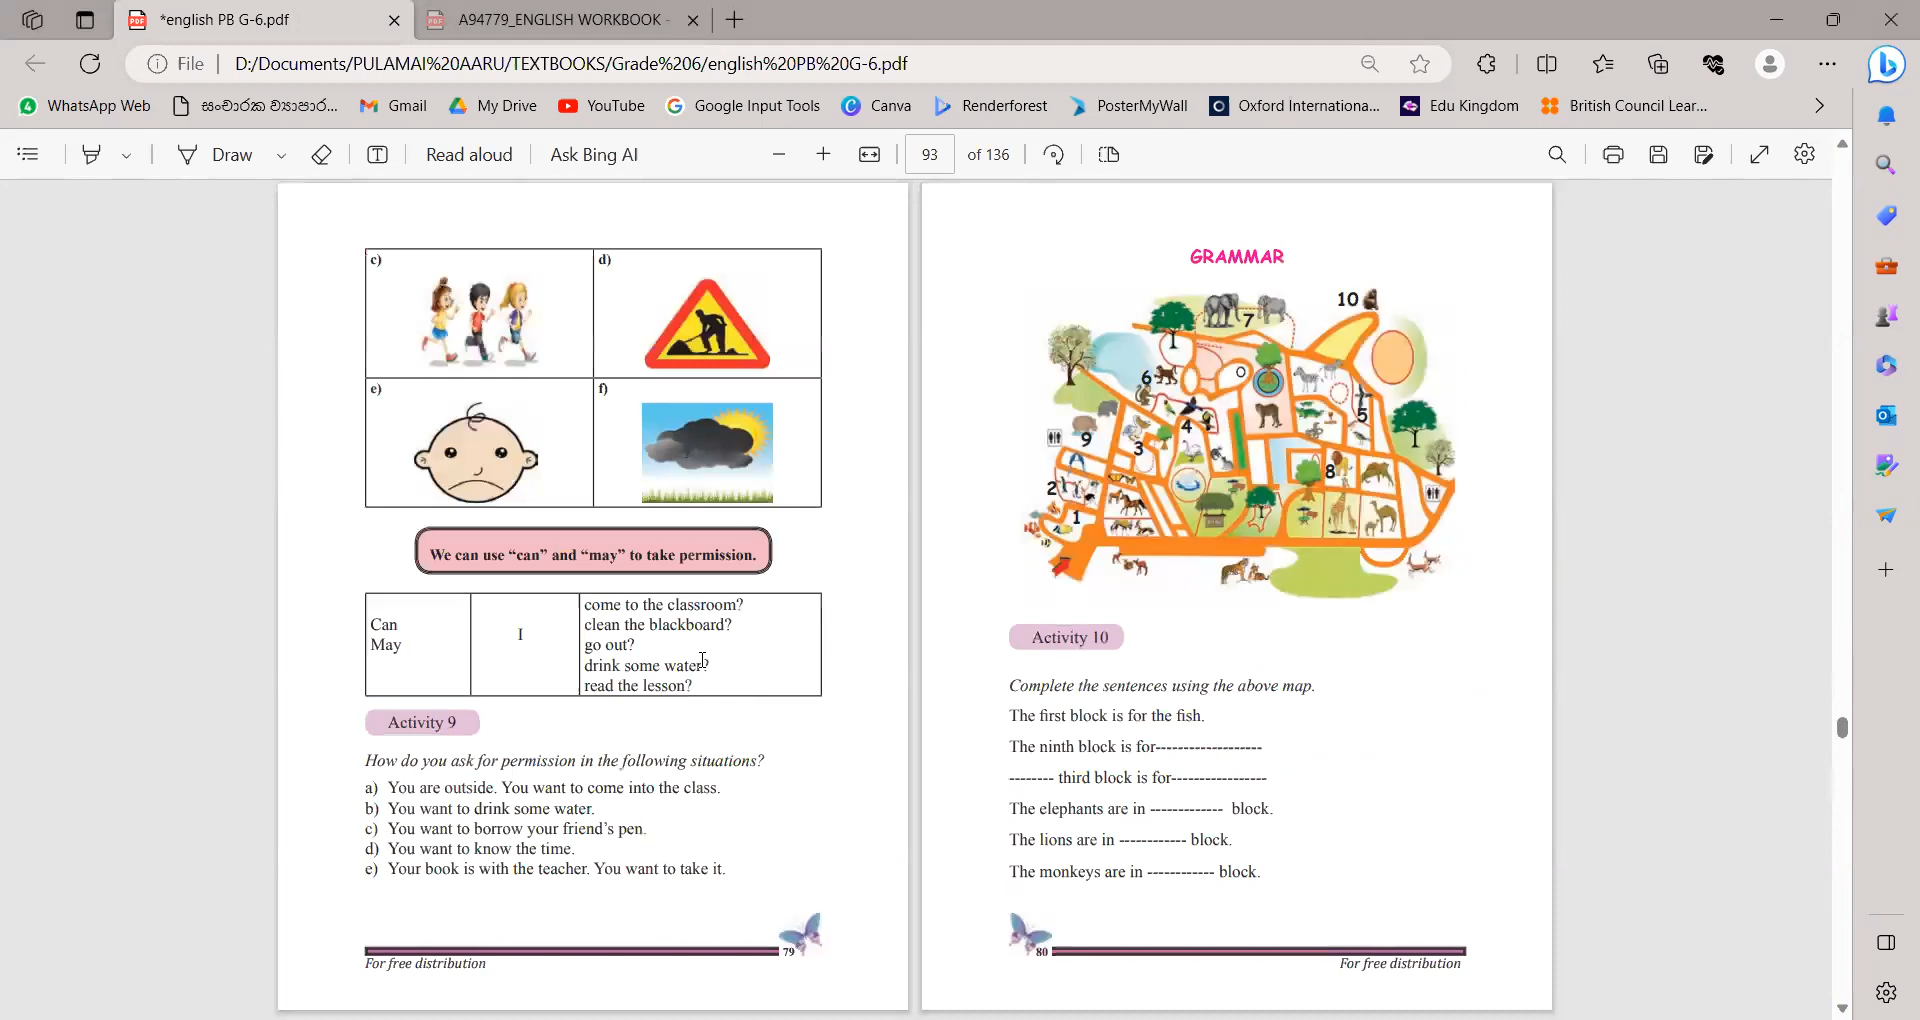 *english PB G-6.pdf
A94779_ENGLISH WORKBOOK -
File
D:/Documents/PULAMAI%20AARU/TEXTBOOKS/Grade%206/english%20PB%20G-6.pdf
WhatsApp Web
සංචාරක ව්‍යාපාර...
Gmail
My Drive
YouTube
Google Input Tools
Canva
Renderforest
PosterMyWall
Oxford Internationa...
Edu Kingdom
British Council Lear...
Draw
Read aloud
Ask Bing AI
93
of 136
c)
d)
e)
f)
We can use “can” and “may” to take permission.
Can
May
I
come to the classroom?
clean the blackboard?
go out?
drink some water?
read the lesson?
Activity 9
How do you ask for permission in the following situations?
a) You are outside. You want to come into the class.
b) You want to drink some water.
c) You want to borrow your friend’s pen.
d) You want to know the time.
e) Your book is with the teacher. You want to take it.
79
For free distribution
GRAMMAR
10
7
6
5
4
9
3
8
2
1
Activity 10
Complete the sentences using the above map.
The first block is for the fish.
The ninth block is for-------------------
-------- third block is for-----------------
The elephants are in ------------- block.
The lions are in ------------ block.
The monkeys are in ------------ block.
80
For free distribution